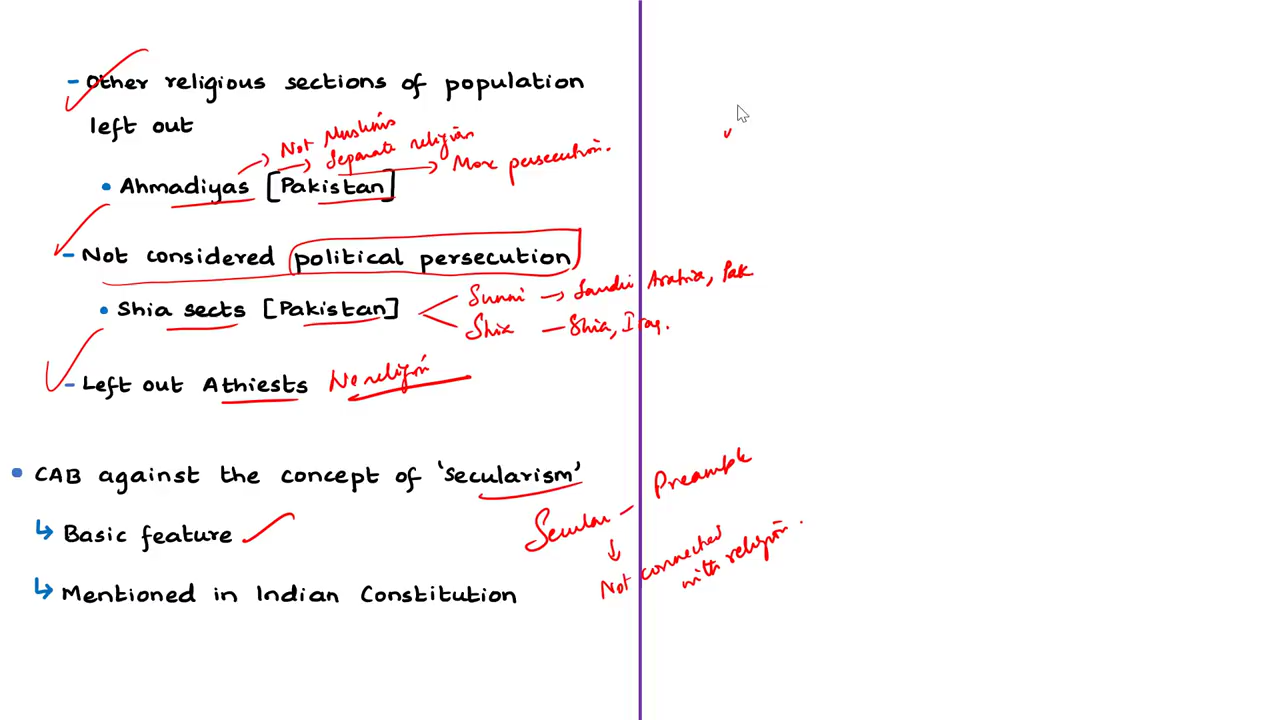 - Other religious sections of population
left out
→ Not Muslims
→ Separate religion
→ More persecution.
• Ahmadiyas [Pakistan]
- Not considered political persecution
• Shia sects [Pakistan]
Sunni → Saudi Arabia, Pak
Shia — Shia, Iraq.
- Left out Athiests No religion
• CAB against the concept of 'Secularism'
Secular - Preamble
↓
Not connected
with religion.
↳ Basic feature
↳ Mentioned in Indian Constitution